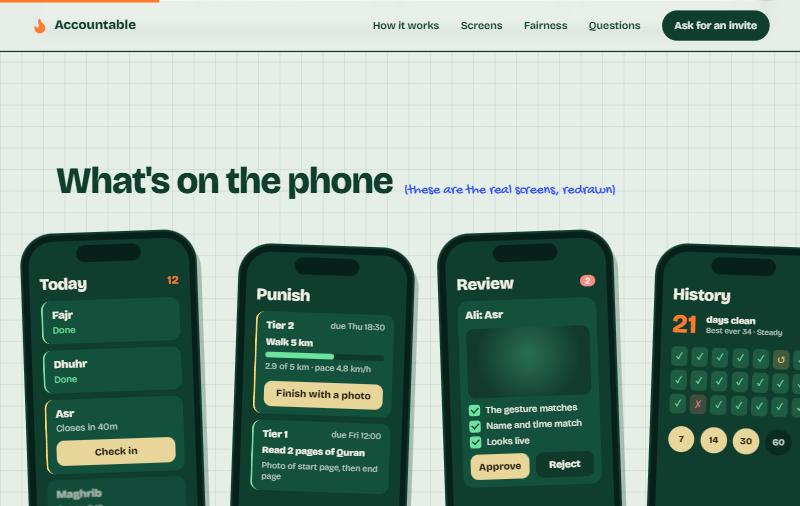 Accountable
How it works
Screens
Fairness
Questions
Ask for an invite
What's on the phone
(these are the real screens, redrawn)
Today
12
Fajr
Done
Dhuhr
Done
Asr
Closes in 40m
Check in
Maghrib
Punish
Tier 2
due Thu 18:30
Walk 5 km
2.9 of 5 km · pace 4.8 km/h
Finish with a photo
Tier 1
due Fri 12:00
Read 2 pages of Quran
Photo of start page, then end
page
Review
2
Ali: Asr
The gesture matches
Name and time match
Looks live
Approve
Reject
History
21
days clean
Best ever 34 · Steady
7
14
30
60